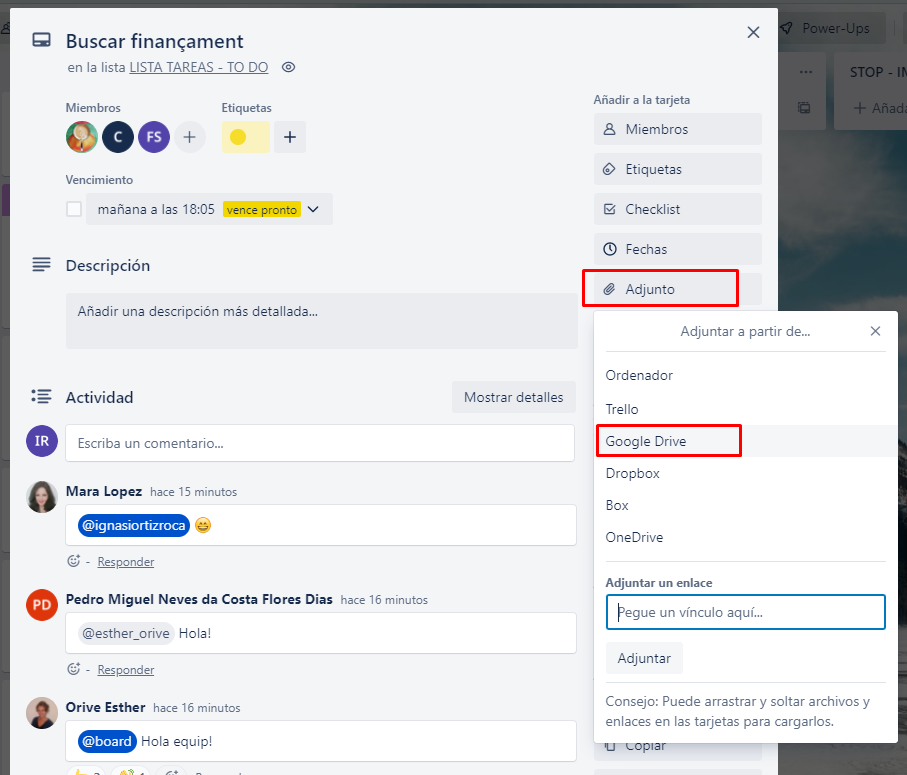 Buscar finançament
en la lista LISTA TAREAS - TO DO
Power-Ups
STOP - IN
Añada
Miembros
C
FS
Etiquetas
Vencimiento
mañana a las 18:05 vence pronto
Descripción
Añadir una descripción más detallada...
Actividad
Mostrar detalles
IR
Escriba un comentario...
Mara Lopez hace 15 minutos
@ignasiortizroca 😄
- Responder
PD
Pedro Miguel Neves da Costa Flores Dias hace 16 minutos
@esther_orive Hola!
- Responder
Orive Esther hace 16 minutos
@board Hola equip!
Añadir a la tarjeta
Miembros
Etiquetas
Checklist
Fechas
Adjunto
Adjuntar a partir de...
Ordenador
Trello
Google Drive
Dropbox
Box
OneDrive
Adjuntar un enlace
Pegue un vínculo aquí...
Adjuntar
Consejo: Puede arrastrar y soltar archivos y
enlaces en las tarjetas para cargarlos.
Copiar